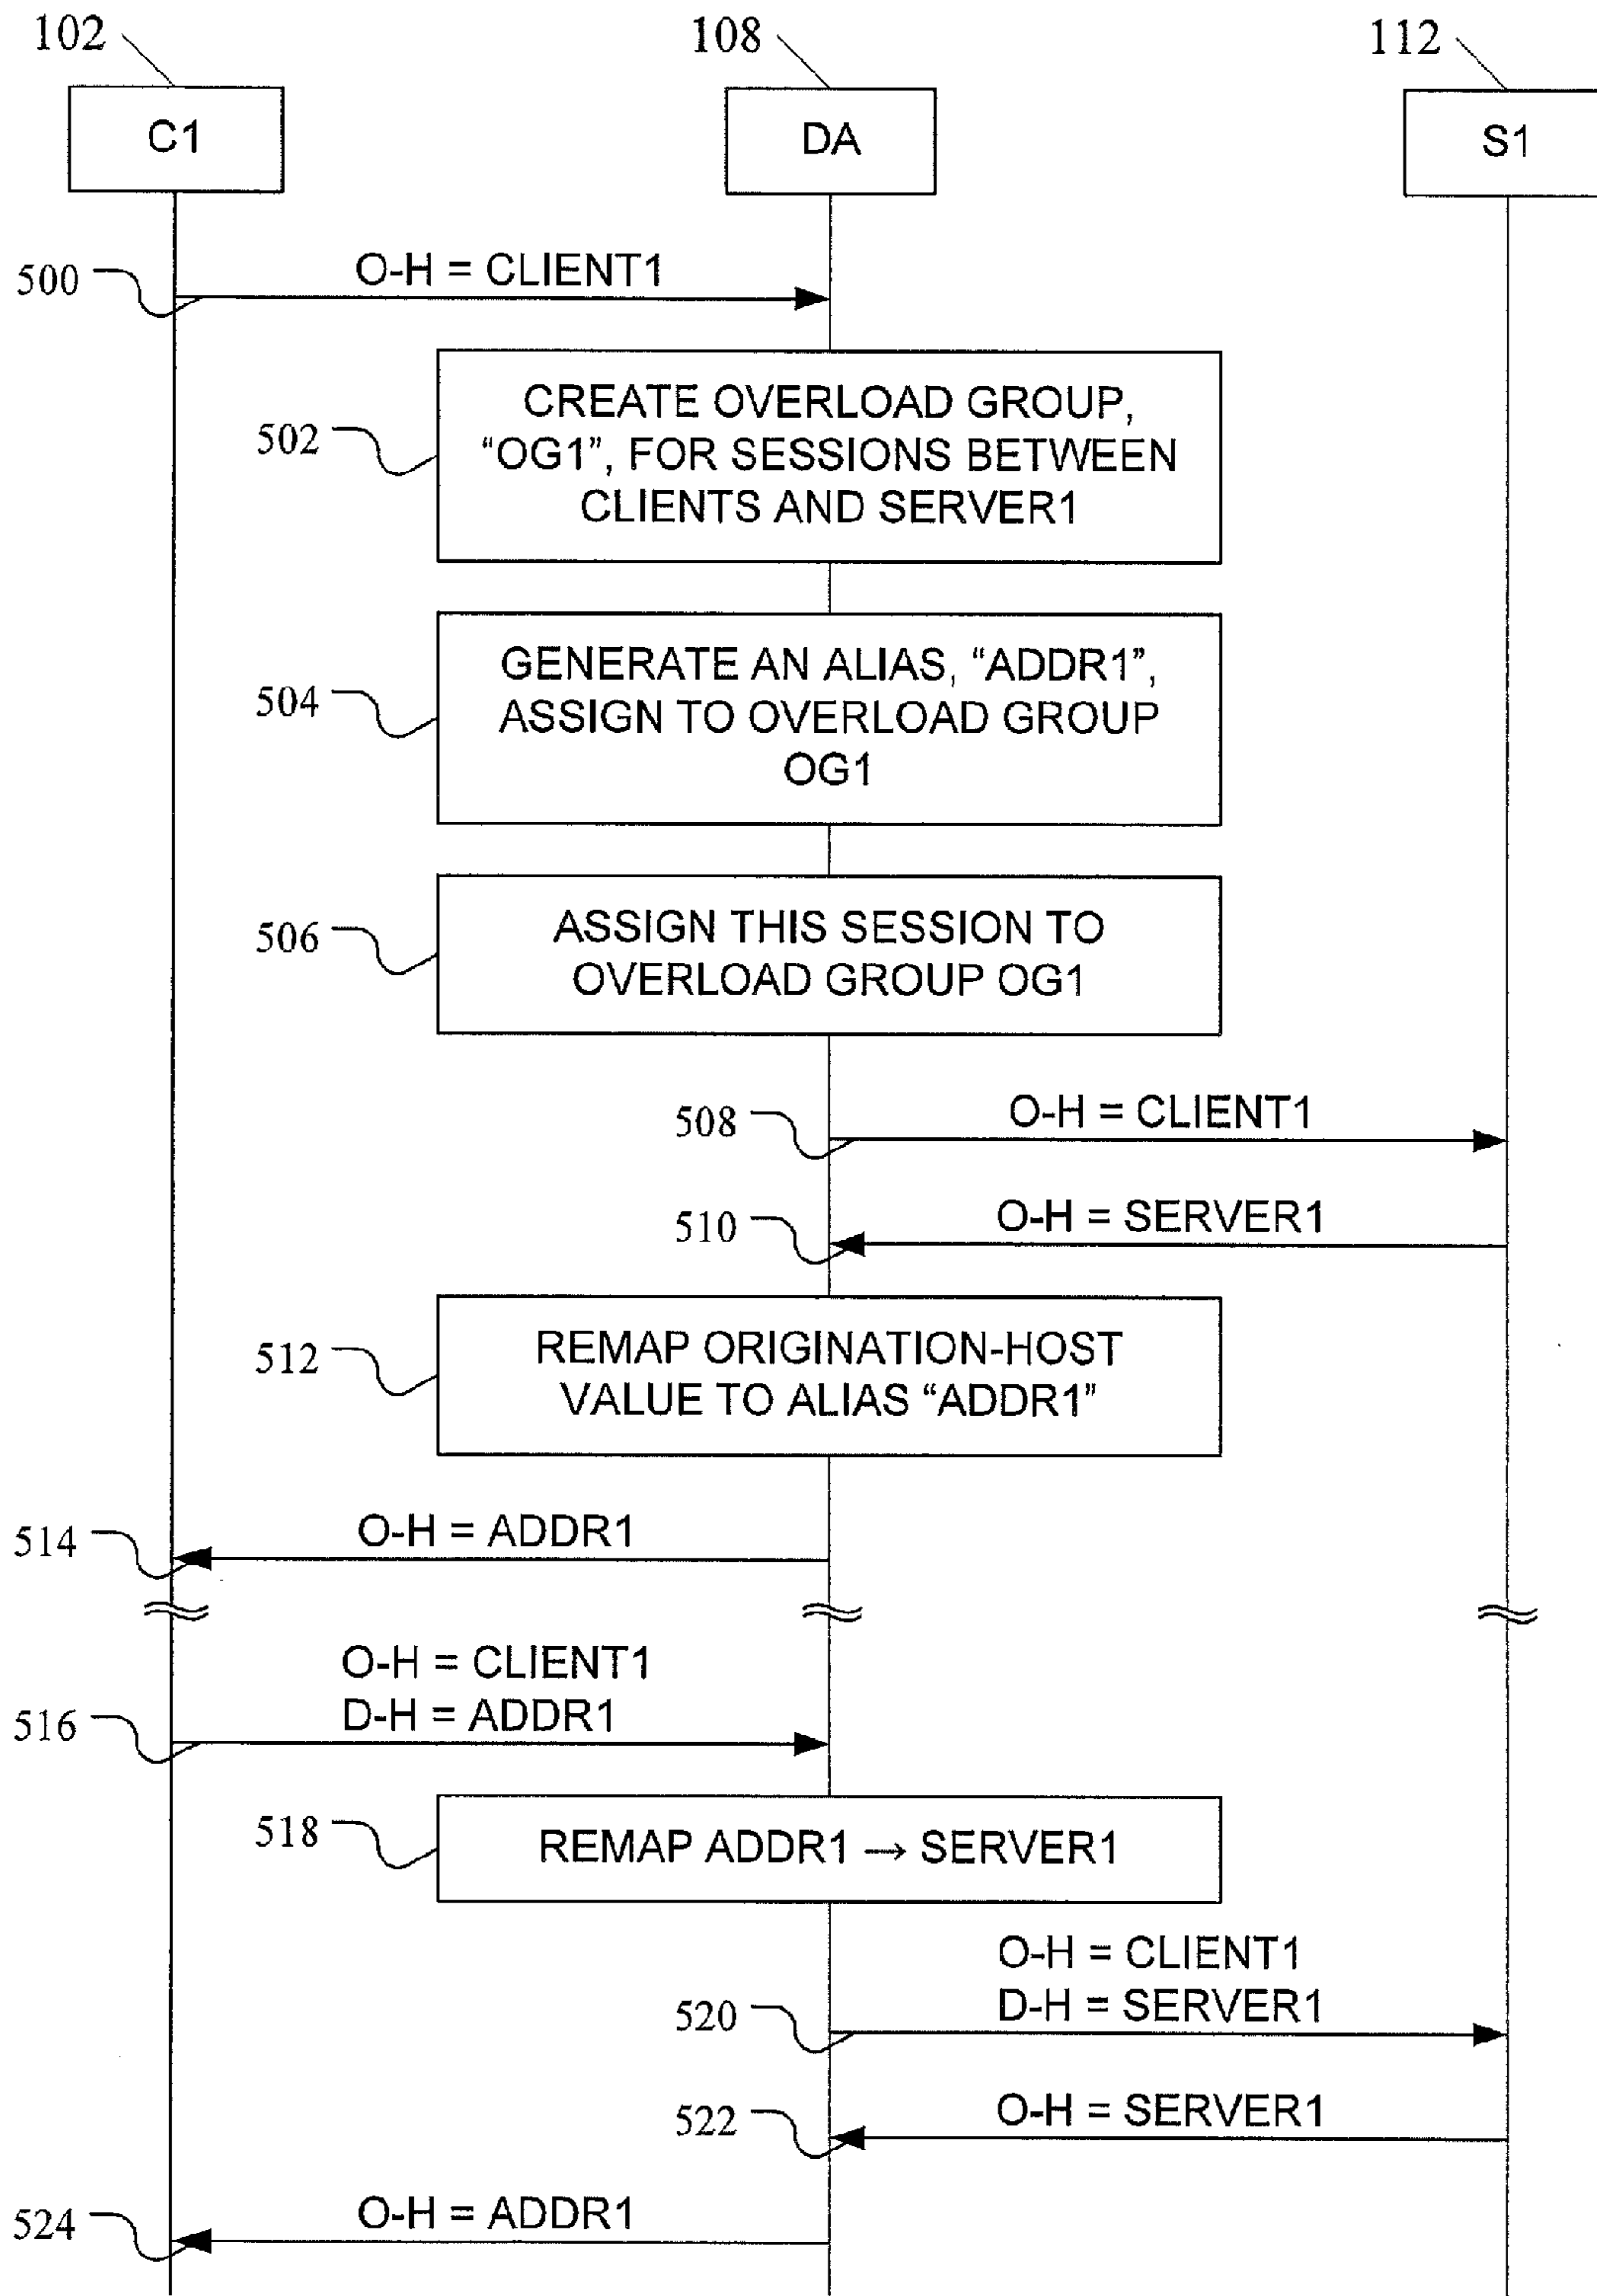 102
108
112
C1
DA
S1
500
O-H = CLIENT1
502
CREATE OVERLOAD GROUP,
“OG1”, FOR SESSIONS BETWEEN
CLIENTS AND SERVER1
504
GENERATE AN ALIAS, “ADDR1”,
ASSIGN TO OVERLOAD GROUP
OG1
506
ASSIGN THIS SESSION TO
OVERLOAD GROUP OG1
508
O-H = CLIENT1
510
O-H = SERVER1
512
REMAP ORIGINATION-HOST
VALUE TO ALIAS “ADDR1”
514
O-H = ADDR1
516
O-H = CLIENT1
D-H = ADDR1
518
REMAP ADDR1 → SERVER1
520
O-H = CLIENT1
D-H = SERVER1
522
O-H = SERVER1
524
O-H = ADDR1